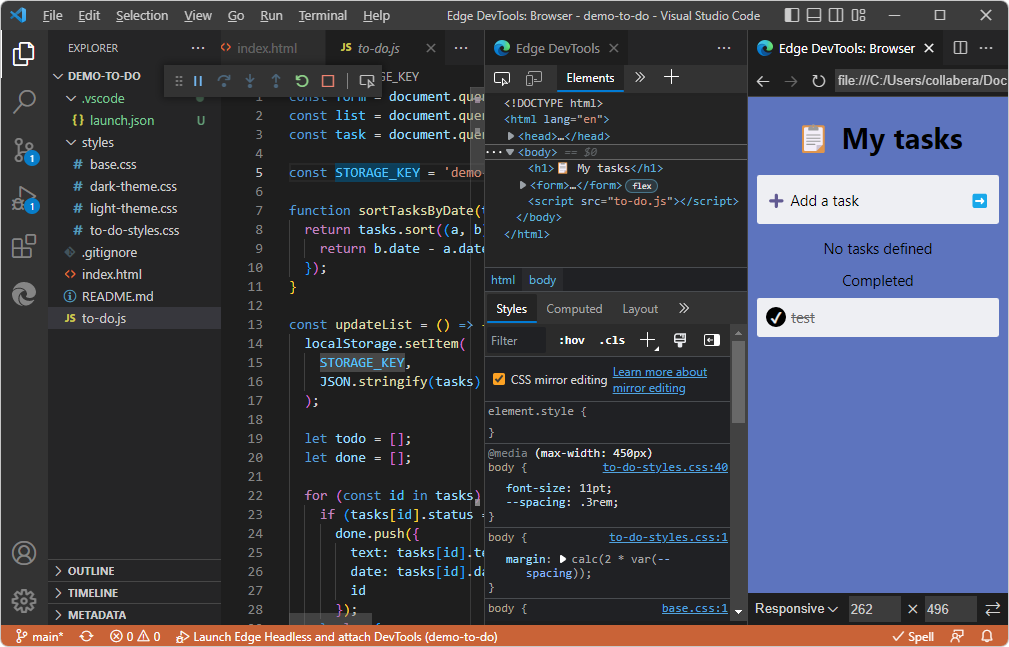 File Edit Selection View Go Run Terminal Help Edge DevTools: Browser - demo-to-do - Visual Studio Code
EXPLORER
DEMO-TO-DO
.vscode
{} launch.json U
styles
# base.css
# dark-theme.css
# light-theme.css
# to-do-styles.css
.gitignore
<> index.html
README.md
JS to-do.js
OUTLINE
TIMELINE
METADATA
1
1
<> index.html
JS to-do.js
_KEY
1 const form = document.que
2 const list = document.que
3 const task = document.que
4
5 const STORAGE_KEY = 'demo
6
7 function sortTasksByDate(
8 return tasks.sort((a, b
9 return b.date - a.date
10 });
11 }
12
13 const updateList = () =>
14 localStorage.setItem(
15 STORAGE_KEY,
16 JSON.stringify(tasks)
17 );
18
19 let todo = [];
20 let done = [];
21
22 for (const id in tasks)
23 if (tasks[id].status =
24 done.push({
25 text: tasks[id].te
26 date: tasks[id].da
27 id
28 });
Edge DevTools
Elements
<!DOCTYPE html>
<html lang="en">
<head>…</head>
<body> == $0
<h1>📋 My tasks</h1>
<form>…</form> flex
<script src="to-do.js"></script>
</body>
</html>
html body
Styles Computed Layout
Filter :hov .cls
CSS mirror editing Learn more about
mirror editing
element.style {
}
@media (max-width: 450px)
body { to-do-styles.css:40
font-size: 11pt;
--spacing: .3rem;
}
body { to-do-styles.css:1
margin: calc(2 * var(--
spacing));
}
body { base.css:1
Edge DevTools: Browser
file:///C:/Users/collabera/Doc
📋 My tasks
Add a task
No tasks defined
Completed
test
Responsive 262 × 496
main* 0 0 Launch Edge Headless and attach DevTools (demo-to-do) Spell